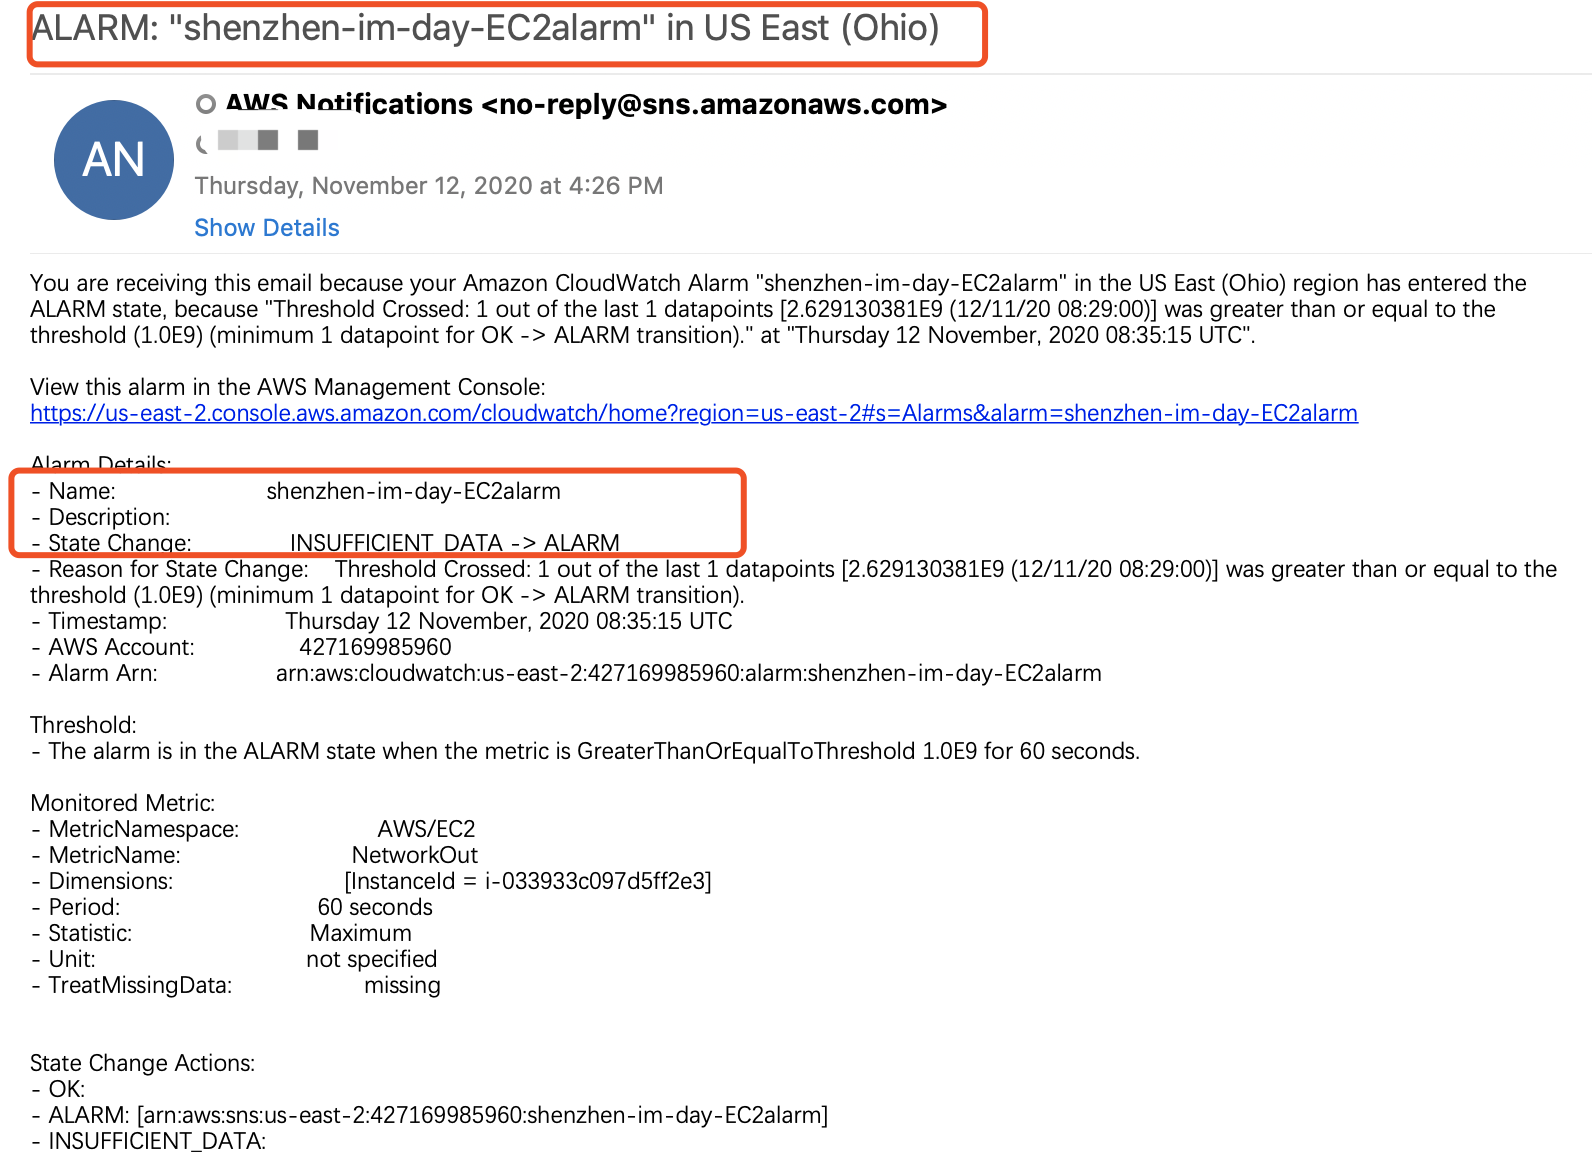 ALARM: "shenzhen-im-day-EC2alarm" in US East (Ohio)
AWS Notifications <no-reply@sns.amazonaws.com>
AN
Thursday, November 12, 2020 at 4:26 PM
Show Details
You are receiving this email because your Amazon CloudWatch Alarm "shenzhen-im-day-EC2alarm" in the US East (Ohio) region has entered the
ALARM state, because "Threshold Crossed: 1 out of the last 1 datapoints [2.629130381E9 (12/11/20 08:29:00)] was greater than or equal to the
threshold (1.0E9) (minimum 1 datapoint for OK -> ALARM transition)." at "Thursday 12 November, 2020 08:35:15 UTC".
View this alarm in the AWS Management Console:
https://us-east-2.console.aws.amazon.com/cloudwatch/home?region=us-east-2#s=Alarms&alarm=shenzhen-im-day-EC2alarm
Alarm Details:
- Name: shenzhen-im-day-EC2alarm
- Description:
- State Change: INSUFFICIENT_DATA -> ALARM
- Reason for State Change: Threshold Crossed: 1 out of the last 1 datapoints [2.629130381E9 (12/11/20 08:29:00)] was greater than or equal to the
threshold (1.0E9) (minimum 1 datapoint for OK -> ALARM transition).
- Timestamp: Thursday 12 November, 2020 08:35:15 UTC
- AWS Account: 427169985960
- Alarm Arn: arn:aws:cloudwatch:us-east-2:427169985960:alarm:shenzhen-im-day-EC2alarm
Threshold:
- The alarm is in the ALARM state when the metric is GreaterThanOrEqualToThreshold 1.0E9 for 60 seconds.
Monitored Metric:
- MetricNamespace: AWS/EC2
- MetricName: NetworkOut
- Dimensions: [InstanceId = i-033933c097d5ff2e3]
- Period: 60 seconds
- Statistic: Maximum
- Unit: not specified
- TreatMissingData: missing
State Change Actions:
- OK:
- ALARM: [arn:aws:sns:us-east-2:427169985960:shenzhen-im-day-EC2alarm]
- INSUFFICIENT_DATA: